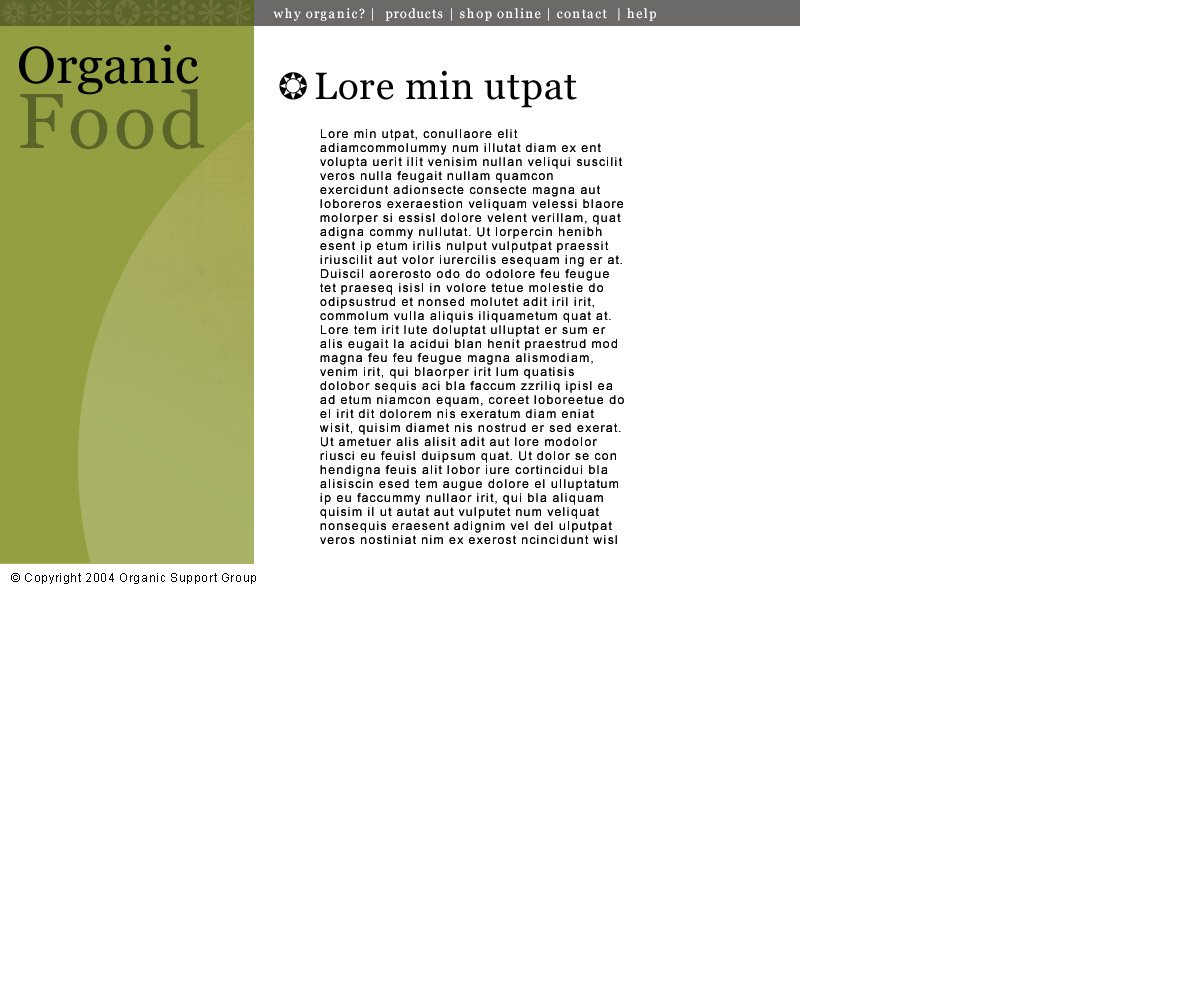 why organic? | products | shop online | contact | help
Organic
Food
Lore min utpat
Lore min utpat, conullaore elit
adiamcommolummy num illutat diam ex ent
volupta uerit ilit venisim nullan veliqui suscilit
veros nulla feugait nullam quamcon
exercidunt adionsecte consecte magna aut
loboreros exeraestion veliquam velessi blaore
molorper si essisl dolore velent verillam, quat
adigna commy nullutat. Ut lorpercin henibh
esent ip etum irilis nulput vulputpat praessit
iriuscilit aut volor iurercilis esequam ing er at.
Duiscil aorerosto odo do odolore feu feugue
tet praeseq isisl in volore tetue molestie do
odipsustrud et nonsed molutet adit iril irit,
commolum vulla aliquis iliquametum quat at.
Lore tem irit lute doluptat ulluptat er sum er
alis eugait la acidui blan henit praestrud mod
magna feu feu feugue magna alismodiam,
venim irit, qui blaorper irit lum quatisis
dolobor sequis aci bla faccum zzriliq ipisl ea
ad etum niamcon equam, coreet loboreetue do
el irit dit dolorem nis exeratum diam eniat
wisit, quisim diamet nis nostrud er sed exerat.
Ut ametuer alis alisit adit aut lore modolor
riusci eu feuisl duipsum quat. Ut dolor se con
hendigna feuis alit lobor iure cortincidui bla
alisiscin esed tem augue dolore el ulluptatum
ip eu faccummy nullaor irit, qui bla aliquam
quisim il ut autat aut vulputet num veliquat
nonsequis eraesent adignim vel del ulputpat
veros nostiniat nim ex exerost ncincidunt wisl
© Copyright 2004 Organic Support Group